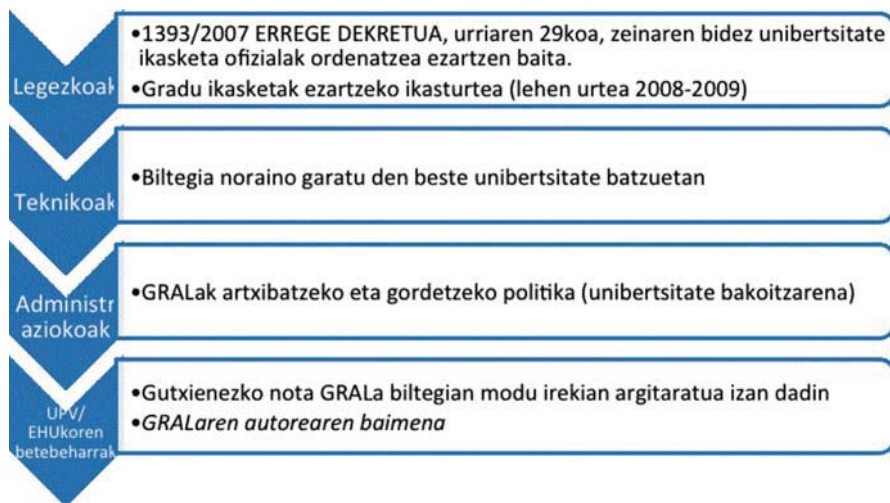 Legezkoak
•1393/2007 ERREGE DEKRETUA, urriaren 29koa, zeinaren bidez unibertsitate
ikasketa ofizialak ordenatzea ezartzen baita.
•Gradu ikasketak ezartzeko ikasturtea (lehen urtea 2008-2009)
Teknikoak
•Biltegia noraino garatu den beste unibertsitate batzuetan
Administr
aziokoak
•GRALak artxibatzeko eta gordetzeko politika (unibertsitate bakoitzarena)
UPV/
EHUkoren
betebeharrak
•Gutxienezko nota GRALa biltegian modu irekian argitaratua izan dadin
•GRALaren autorearen baimena